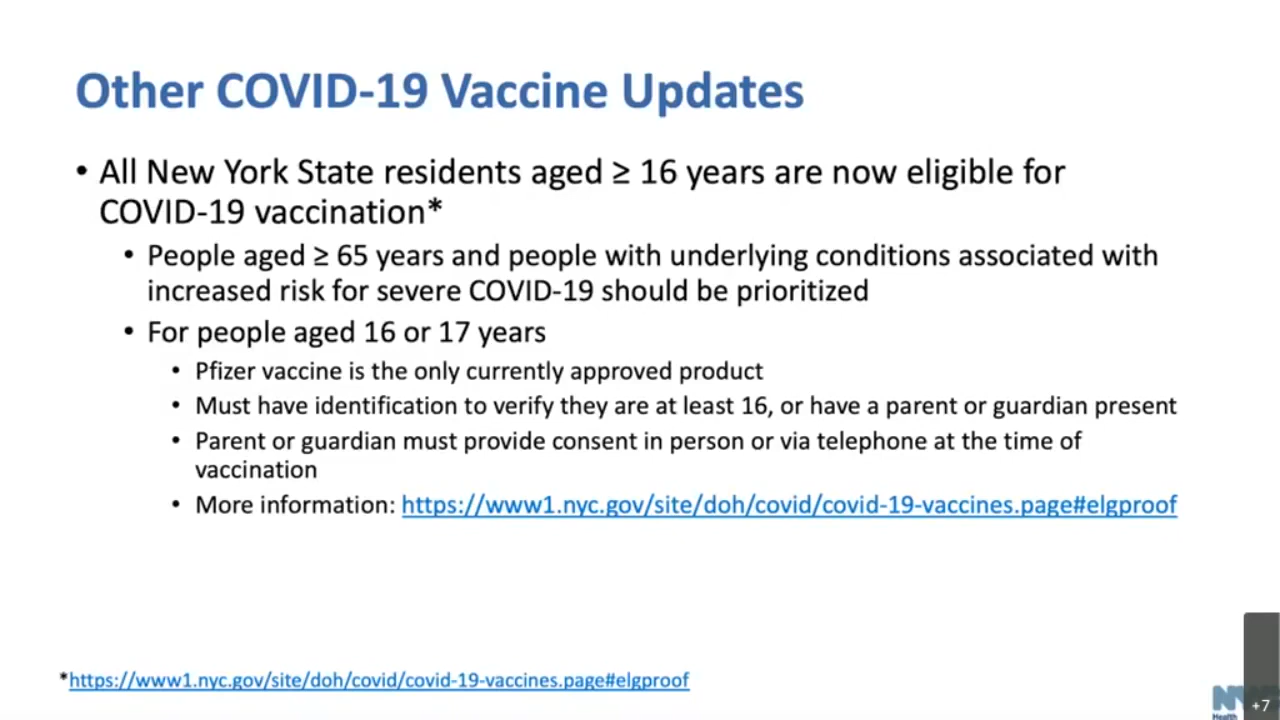 Other COVID-19 Vaccine Updates
• All New York State residents aged ≥ 16 years are now eligible for
COVID-19 vaccination*
• People aged ≥ 65 years and people with underlying conditions associated with
increased risk for severe COVID-19 should be prioritized
• For people aged 16 or 17 years
• Pfizer vaccine is the only currently approved product
• Must have identification to verify they are at least 16, or have a parent or guardian present
• Parent or guardian must provide consent in person or via telephone at the time of
vaccination
• More information: https://www1.nyc.gov/site/doh/covid/covid-19-vaccines.page#elgproof
*https://www1.nyc.gov/site/doh/covid/covid-19-vaccines.page#elgproof
Health
+7